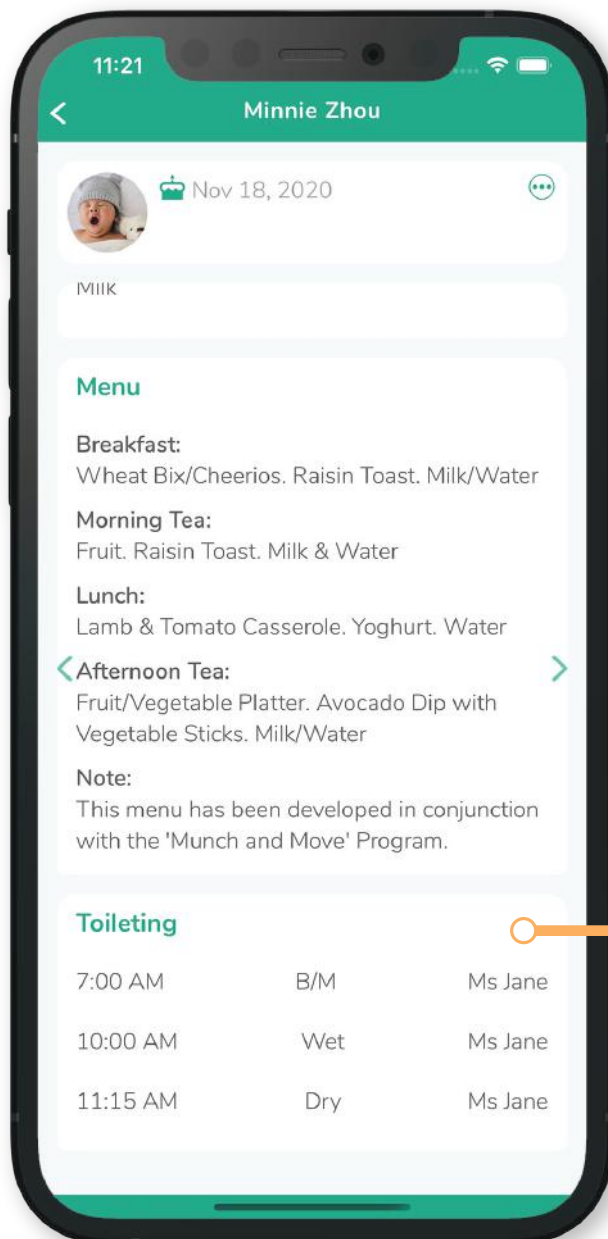 11:21
Minnie Zhou
Nov 18, 2020
Milk
Menu
Breakfast:
Wheat Bix/Cheerios. Raisin Toast. Milk/Water
Morning Tea:
Fruit. Raisin Toast. Milk & Water
Lunch:
Lamb & Tomato Casserole. Yoghurt. Water
Afternoon Tea:
Fruit/Vegetable Platter. Avocado Dip with
Vegetable Sticks. Milk/Water
Note:
This menu has been developed in conjunction
with the 'Munch and Move' Program.
Toileting
7:00 AM B/M Ms Jane
10:00 AM Wet Ms Jane
11:15 AM Dry Ms Jane